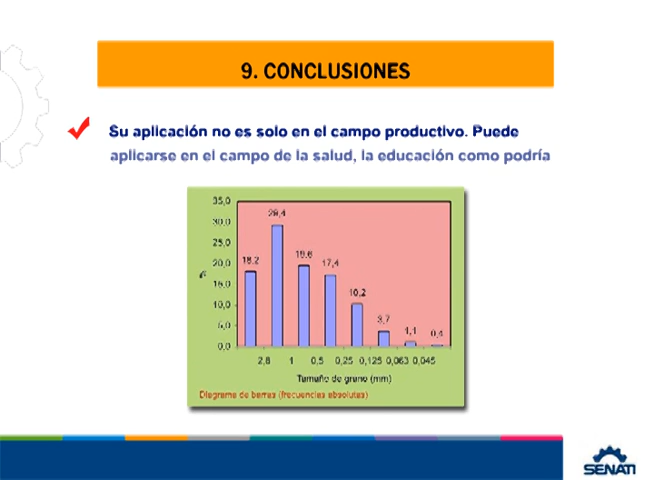 9. CONCLUSIONES
Su aplicación no es solo en el campo productivo. Puede
aplicarse en el campo de la salud, la educación como podría
35,0
30,0
25,0
20,0
15,0
10,0
5,0
0,0
18,2
29,4
19,6
17,4
10,2
3,7
1,1
0,4
2,8 1 0,5 0,25 0,125 0,063 0,045
Tamaño de grano (mm)
Diagrama de barras (frecuencias absolutas)
SENATI